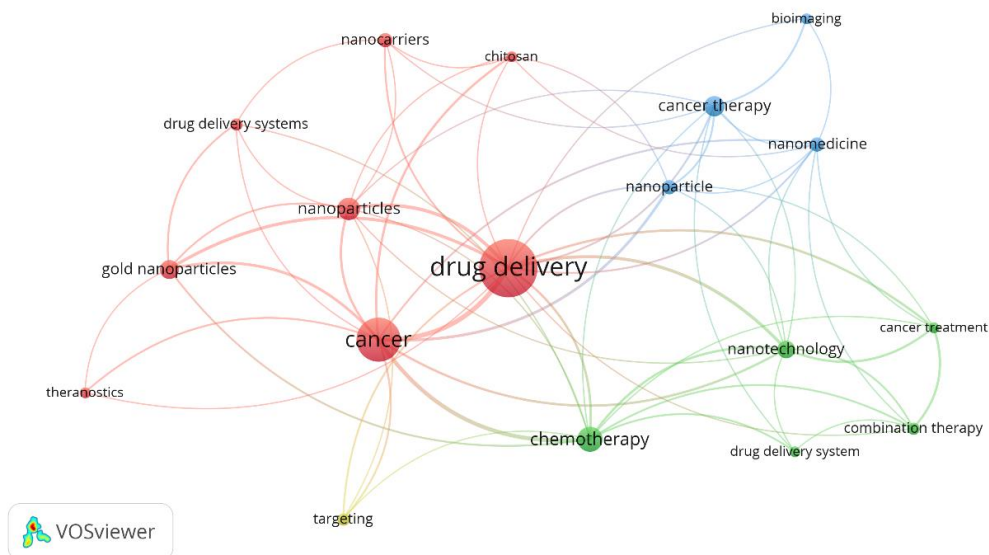 bioimaging
nanocarriers
chitosan
cancer therapy
drug delivery systems
nanomedicine
nanoparticle
nanoparticles
drug delivery
gold nanoparticles
cancer treatment
cancer
nanotechnology
theranostics
combination therapy
chemotherapy
drug delivery system
targeting
VOSviewer